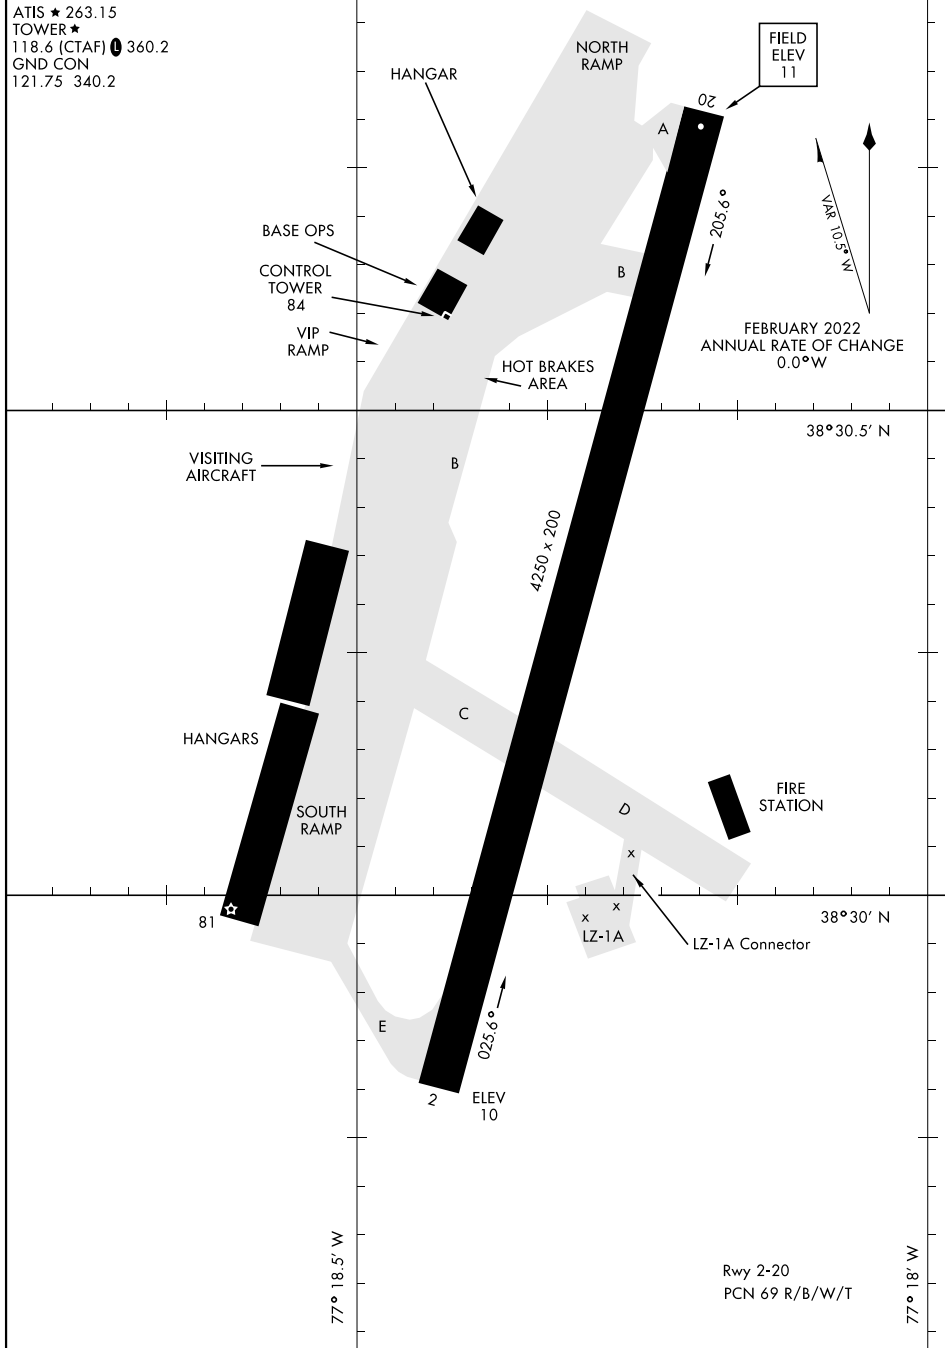 ATIS ★ 263.15
TOWER ★
118.6 (CTAF) L 360.2
GND CON
121.75 340.2
NORTH
RAMP
FIELD
ELEV
11
HANGAR
20
A
205.6°
VAR 10.5° W
BASE OPS
B
CONTROL
TOWER
84
VIP
RAMP
FEBRUARY 2022
ANNUAL RATE OF CHANGE
0.0° W
HOT BRAKES
AREA
38° 30.5' N
VISITING
AIRCRAFT
B
4250 x 200
C
HANGARS
FIRE
STATION
D
SOUTH
RAMP
x
81
x
x
38° 30' N
LZ-1A
LZ-1A Connector
E
025.6°
2
ELEV
10
77° 18.5' W
77° 18' W
Rwy 2-20
PCN 69 R/B/W/T